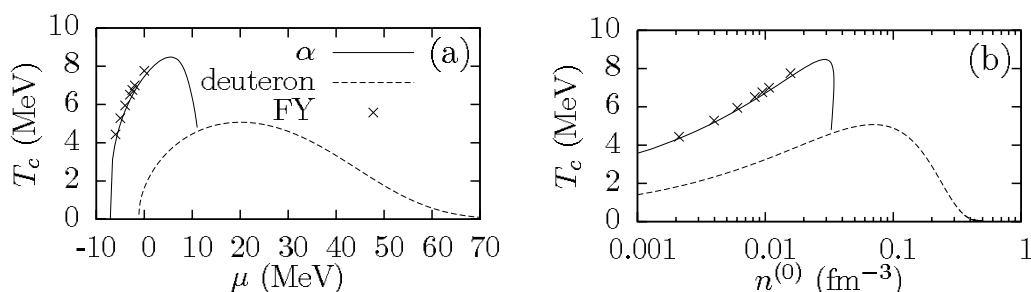 10
8
6
4
2
0
T_c (MeV)
α
deuteron
FY
(a)
-10 0 10 20 30 40 50 60 70
μ (MeV)
10
8
6
4
2
0
T_c (MeV)
(b)
0.001 0.01 0.1 1
n^{(0)} (fm^{-3})